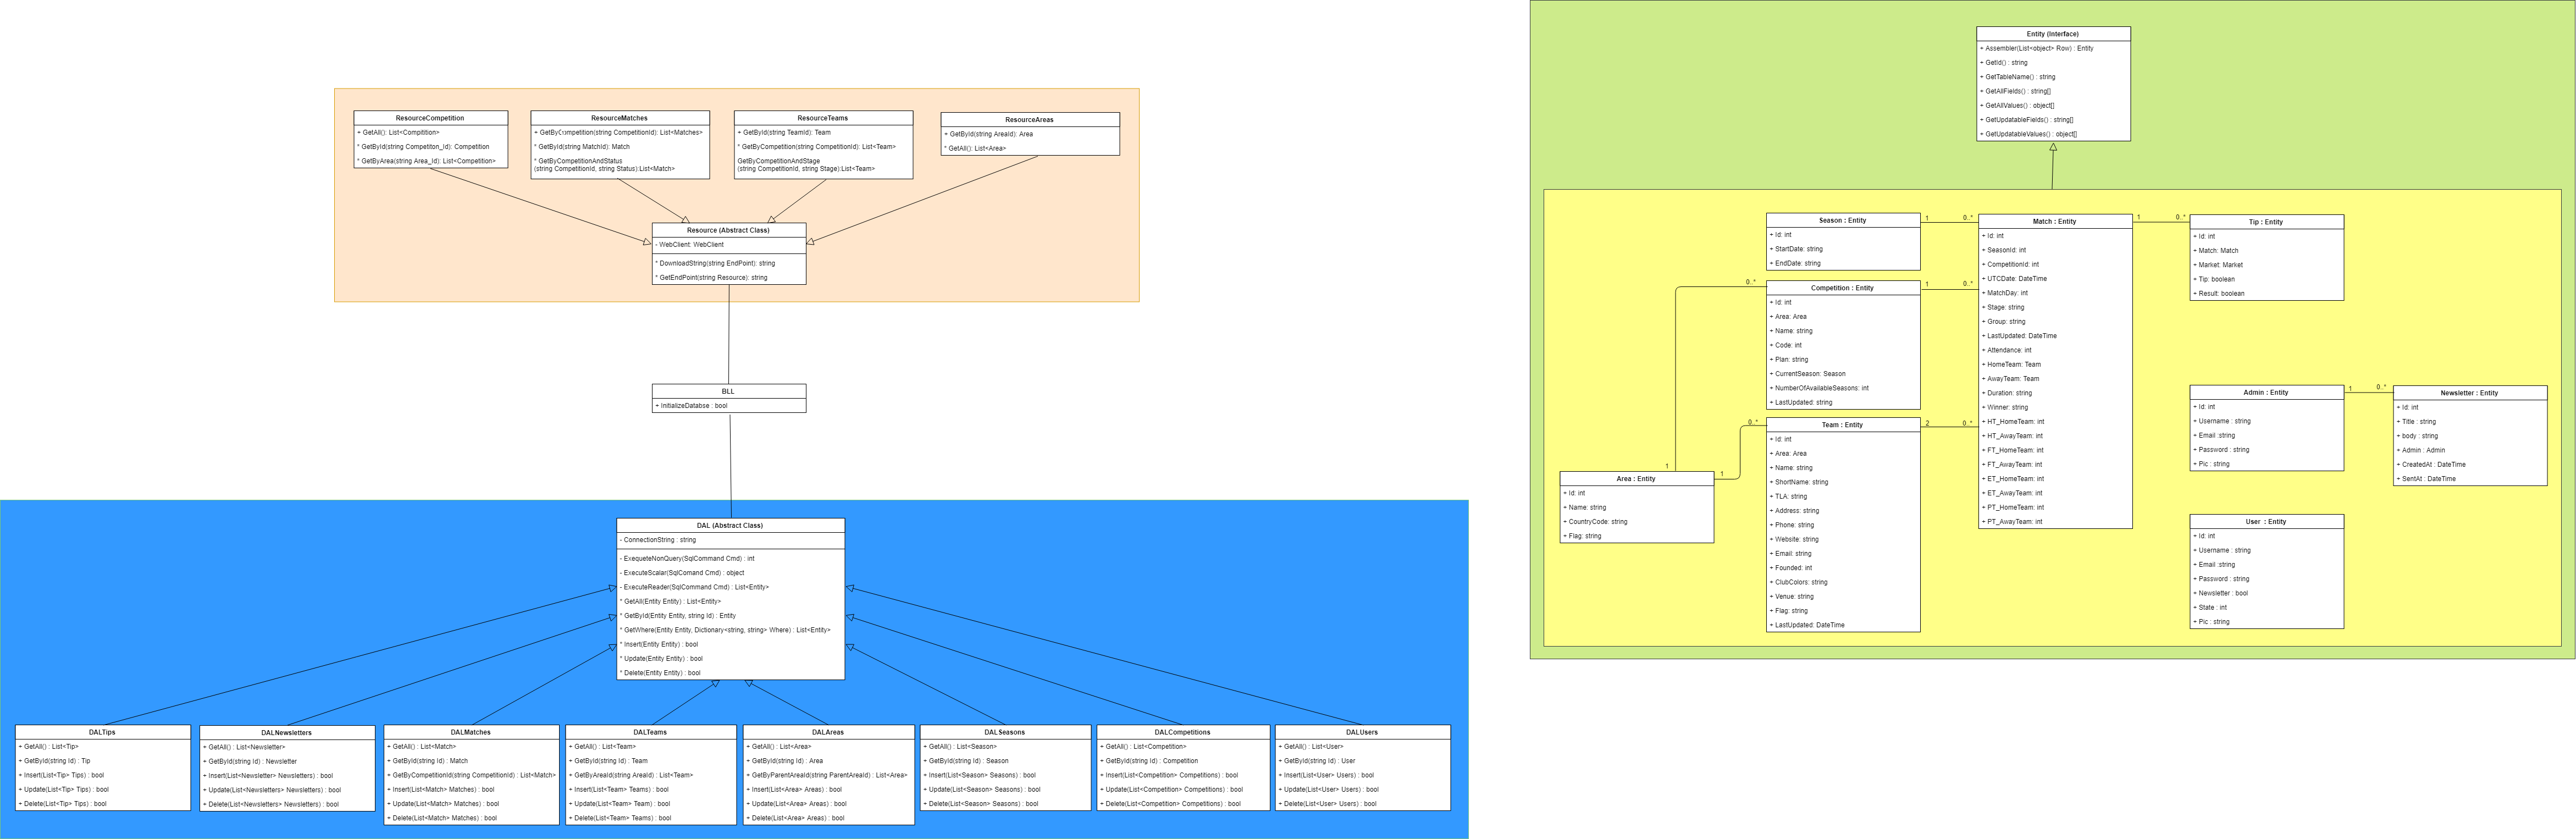 ResourceCompetition
+ GetAll(): List<Compitition>
* GetById(string Competiton_Id): Competition
* GetByArea(string Area_Id): List<Competition>
ResourceMatches
+ GetByCompetition(string CompetitionId): List<Matches>
* GetById(string MatchId): Match
* GetByCompetitionAndStatus
(string CompetitionId, string Status):List<Match>
ResourceTeams
+ GetById(string TeamId): Team
* GetByCompetition(string CompetitionId): List<Team>
GetByCompetitionAndStage
(string CompetitionId, string Stage):List<Team>
ResourceAreas
+ GetById(string AreaId): Area
* GetAll(): List<Area>
Resource (Abstract Class)
- WebClient: WebClient
* DownloadString(string EndPoint): string
* GetEndPoint(string Resource): string
BLL
+ InitializeDatabse : bool
DAL (Abstract Class)
- ConnectionString : string
- ExequeteNonQuery(SqlCommand Cmd) : int
- ExecuteScalar(SqlComand Cmd) : object
- ExecuteReader(SqlCommand Cmd) : List<Entity>
* GetAll(Entity Entity) : List<Entity>
* GetById(Entity Entity, string Id) : Entity
* GetWhere(Entity Entity, Dictionary<string, string> Where) : List<Entity>
* Insert(Entity Entity) : bool
* Update(Entity Entity) : bool
* Delete(Entity Entity) : bool
DALTips
+ GetAll() : List<Tip>
+ GetById(string Id) : Tip
+ Insert(List<Tip> Tips) : bool
+ Update(List<Tip> Tips) : bool
+ Delete(List<Tip> Tips) : bool
DALNewsletters
+ GetAll() : List<Newsletter>
+ GetById(string Id) : Newsletter
+ Insert(List<Newsletter> Newsletters) : bool
+ Update(List<Newsletters> Newsletters) : bool
+ Delete(List<Newsletters> Newsletters) : bool
DALMatches
+ GetAll() : List<Match>
+ GetById(string Id) : Match
+ GetByCompetitionId(string CompetitionId) : List<Match>
+ Insert(List<Match> Matches) : bool
+ Update(List<Match> Matches) : bool
+ Delete(List<Match> Matches) : bool
DALTeams
+ GetAll() : List<Team>
+ GetById(string Id) : Team
+ GetByAreaId(string AreaId) : List<Team>
+ Insert(List<Team> Teams) : bool
+ Update(List<Team> Team) : bool
+ Delete(List<Team> Teams) : bool
DALAreas
+ GetAll() : List<Area>
+ GetById(string Id) : Area
+ GetByParentAreaId(string ParentAreaId) : List<Area>
+ Insert(List<Area> Areas) : bool
+ Update(List<Area> Areas) : bool
+ Delete(List<Area> Areas) : bool
DALSeasons
+ GetAll() : List<Season>
+ GetById(string Id) : Season
+ Insert(List<Season> Seasons) : bool
+ Update(List<Season> Seasons) : bool
+ Delete(List<Season> Seasons) : bool
DALCompetitions
+ GetAll() : List<Competition>
+ GetById(string Id) : Competition
+ Insert(List<Competition> Competitions) : bool
+ Update(List<Competition> Competitions) : bool
+ Delete(List<Competition> Competitions) : bool
DALUsers
+ GetAll() : List<User>
+ GetById(string Id) : User
+ Insert(List<User> Users) : bool
+ Update(List<User> Users) : bool
+ Delete(List<User> Users) : bool
Entity (Interface)
+ Assembler(List<object> Row) : Entity
+ GetId() : string
+ GetTableName() : string
+ GetAllFields() : string[]
+ GetAllValues() : object[]
+ GetUpdatableFields() : string[]
+ GetUpdatableValues() : object[]
Season : Entity
+ Id: int
+ StartDate: string
+ EndDate: string
1
0..*
Competition : Entity
+ Id: int
+ Area: Area
+ Name: string
+ Code: int
+ Plan: string
+ CurrentSeason: Season
+ NumberOfAvailableSeasons: int
+ LastUpdated: string
0..*
1
0..*
Team : Entity
+ Id: int
+ Area: Area
+ Name: string
+ ShortName: string
+ TLA: string
+ Address: string
+ Phone: string
+ Website: string
+ Email: string
+ Founded: int
+ ClubColors: string
+ Venue: string
+ Flag: string
+ LastUpdated: DateTime
0..*
2
0..*
1
1
Area : Entity
+ Id: int
+ Name: string
+ CountryCode: string
+ Flag: string
Match : Entity
+ Id: int
+ SeasonId: int
+ CompetitionId: int
+ UTCDate: DateTime
+ MatchDay: int
+ Stage: string
+ Group: string
+ LastUpdated: DateTime
+ Attendance: int
+ HomeTeam: Team
+ AwayTeam: Team
+ Duration: string
+ Winner: string
+ HT_HomeTeam: int
+ HT_AwayTeam: int
+ FT_HomeTeam: int
+ FT_AwayTeam: int
+ ET_HomeTeam: int
+ ET_AwayTeam: int
+ PT_HomeTeam: int
+ PT_AwayTeam: int
1
0..*
Tip : Entity
+ Id: int
+ Match: Match
+ Market: Market
+ Tip: boolean
+ Result: boolean
Admin : Entity
+ Id: int
+ Username : string
+ Email :string
+ Password : string
+ Pic : string
1
0..*
Newsletter : Entity
+ Id: int
+ Title : string
+ body : string
+ Admin : Admin
+ CreatedAt : DateTime
+ SentAt : DateTime
User : Entity
+ Id: int
+ Username : string
+ Email :string
+ Password : string
+ Newsletter : bool
+ State : int
+ Pic : string